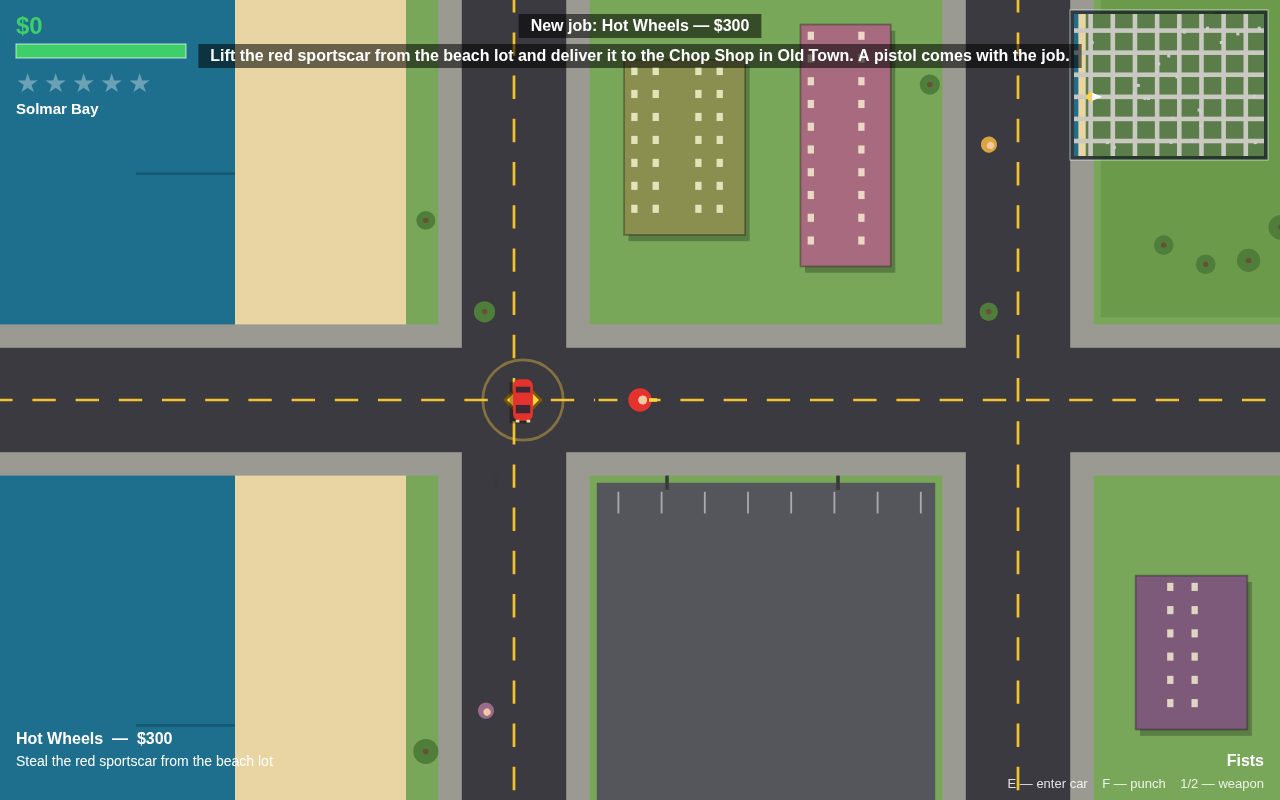 $0
New job: Hot Wheels — $300
Lift the red sportscar from the beach lot and deliver it to the Chop Shop in Old Town. A pistol comes with the job.
Solmar Bay
Hot Wheels — $300
Steal the red sportscar from the beach lot
Fists
E — enter car F — punch 1/2 — weapon